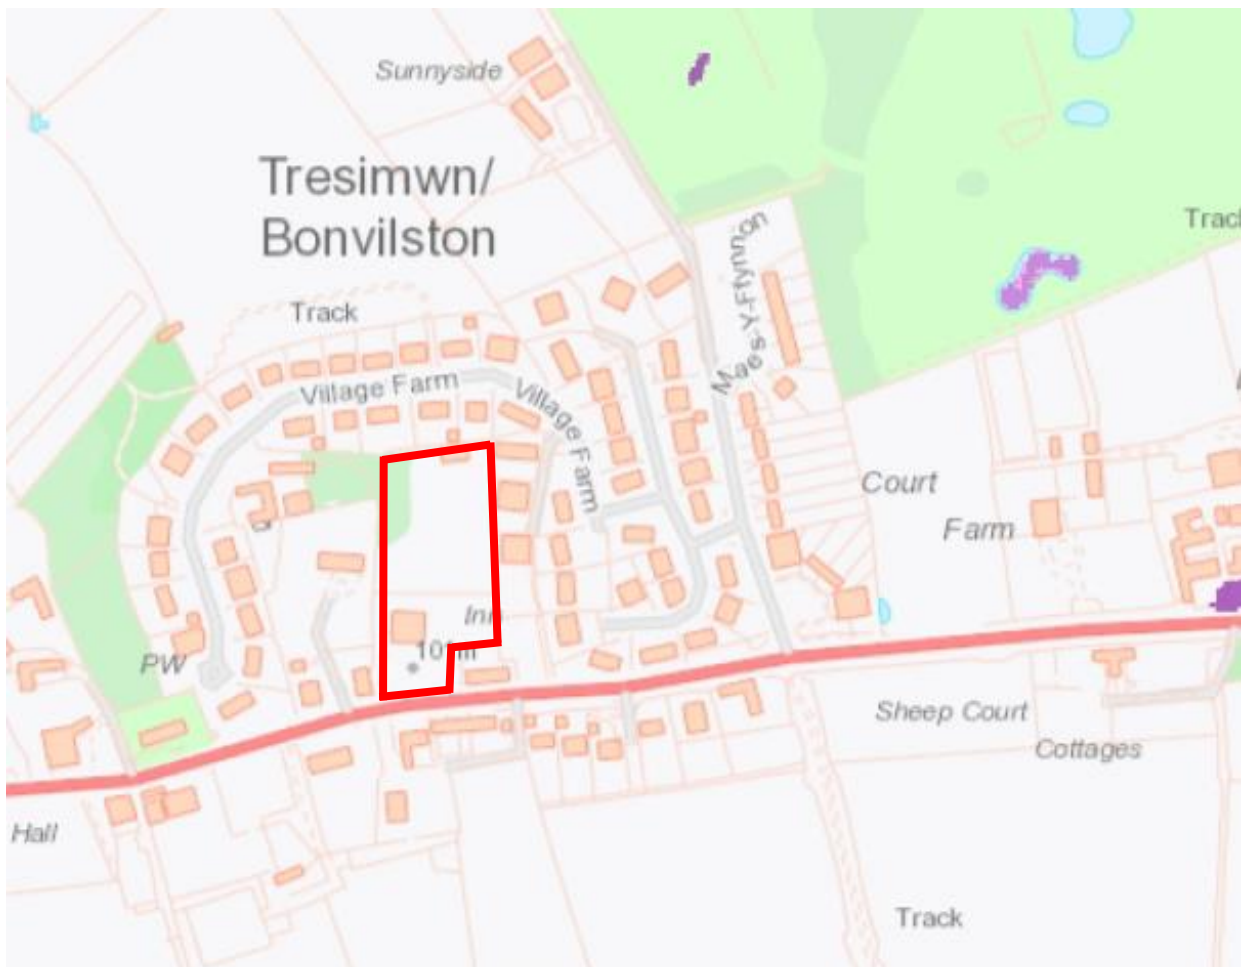 Sunnyside
Tresimwn/
Bonvilston
Track
Track
Maes-Y-Ffynnon
Village Farm
Village Farm
Court
Farm
Inn
PW
Sheep Court
Cottages
Hall
Track